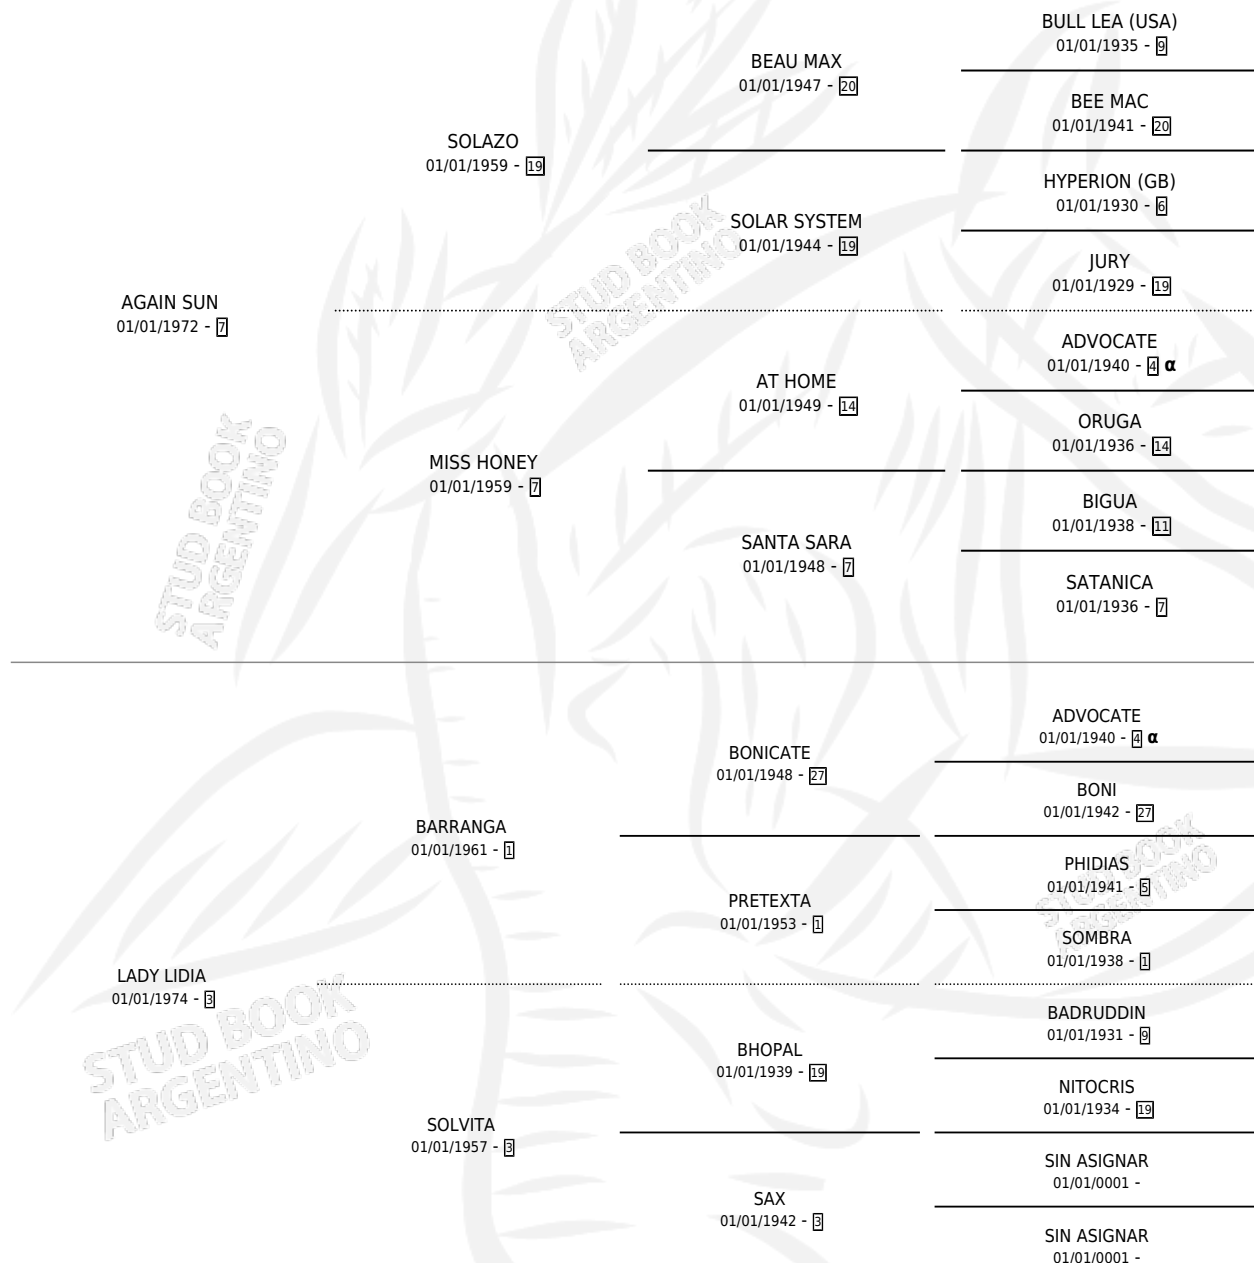 BULL LEA (USA)
01/01/1935 - 9
BEAU MAX
01/01/1947 - 20
BEE MAC
01/01/1941 - 20
SOLAZO
01/01/1959 - 19
HYPERION (GB)
01/01/1930 - 6
SOLAR SYSTEM
01/01/1944 - 19
JURY
01/01/1929 - 19
STUD BOOK
ARGENTINO
AGAIN SUN
01/01/1972 - 7
ADVOCATE
01/01/1940 - 4 α
AT HOME
01/01/1949 - 14
ORUGA
01/01/1936 - 14
MISS HONEY
01/01/1959 - 7
BIGUA
01/01/1938 - 11
SANTA SARA
01/01/1948 - 7
SATANICA
01/01/1936 - 7
STUD BOOK
ARGENTINO
ADVOCATE
01/01/1940 - 4 α
BONICATE
01/01/1948 - 27
BONI
01/01/1942 - 27
BARRANGA
01/01/1961 - 1
PHIDIAS
01/01/1941 - 5
PRETEXTA
01/01/1953 - 1
SOMBRA
01/01/1938 - 1
STUD BOOK
ARGENTINO
LADY LIDIA
01/01/1974 - 3
BADRUDDIN
01/01/1931 - 9
BHOPAL
01/01/1939 - 19
NITOCRIS
01/01/1934 - 19
STUD BOOK
ARGENTINO
SOLVITA
01/01/1957 - 3
SIN ASIGNAR
01/01/0001 -
SAX
01/01/1942 - 3
SIN ASIGNAR
01/01/0001 -